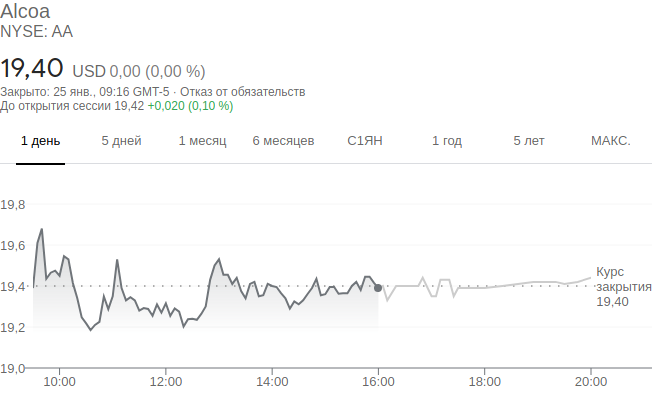 Alcoa
NYSE: AA
19,40 USD 0,00 (0,00 %)
Закрыто: 25 янв., 09:16 GMT-5 · Отказ от обязательств
До открытия сессии 19,42 +0,020 (0,10 %)
1 день 5 дней 1 месяц 6 месяцев С1ЯН 1 год 5 лет МАКС.
19,8
19,6
19,4
19,2
19,0
Курс
закрытия
19,40
10:00 12:00 14:00 16:00 18:00 20:00